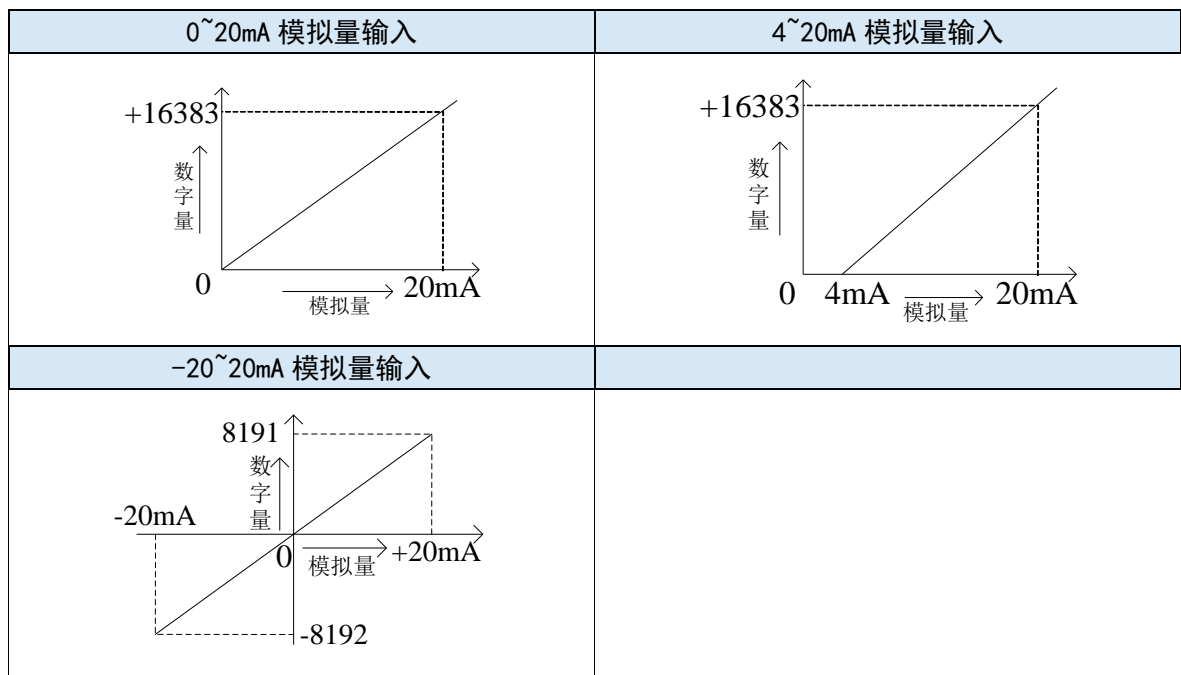 0~20mA 模拟量输入
4~20mA 模拟量输入
+16383
数字量
0
模拟量
20mA
+16383
数字量
0
4mA
模拟量
20mA
-20~20mA 模拟量输入
8191
数字量
-20mA
0
模拟量
+20mA
-8192